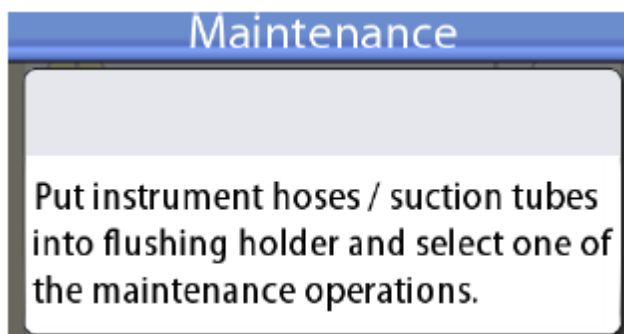 Maintenance
Put instrument hoses / suction tubes
into flushing holder and select one of
the maintenance operations.